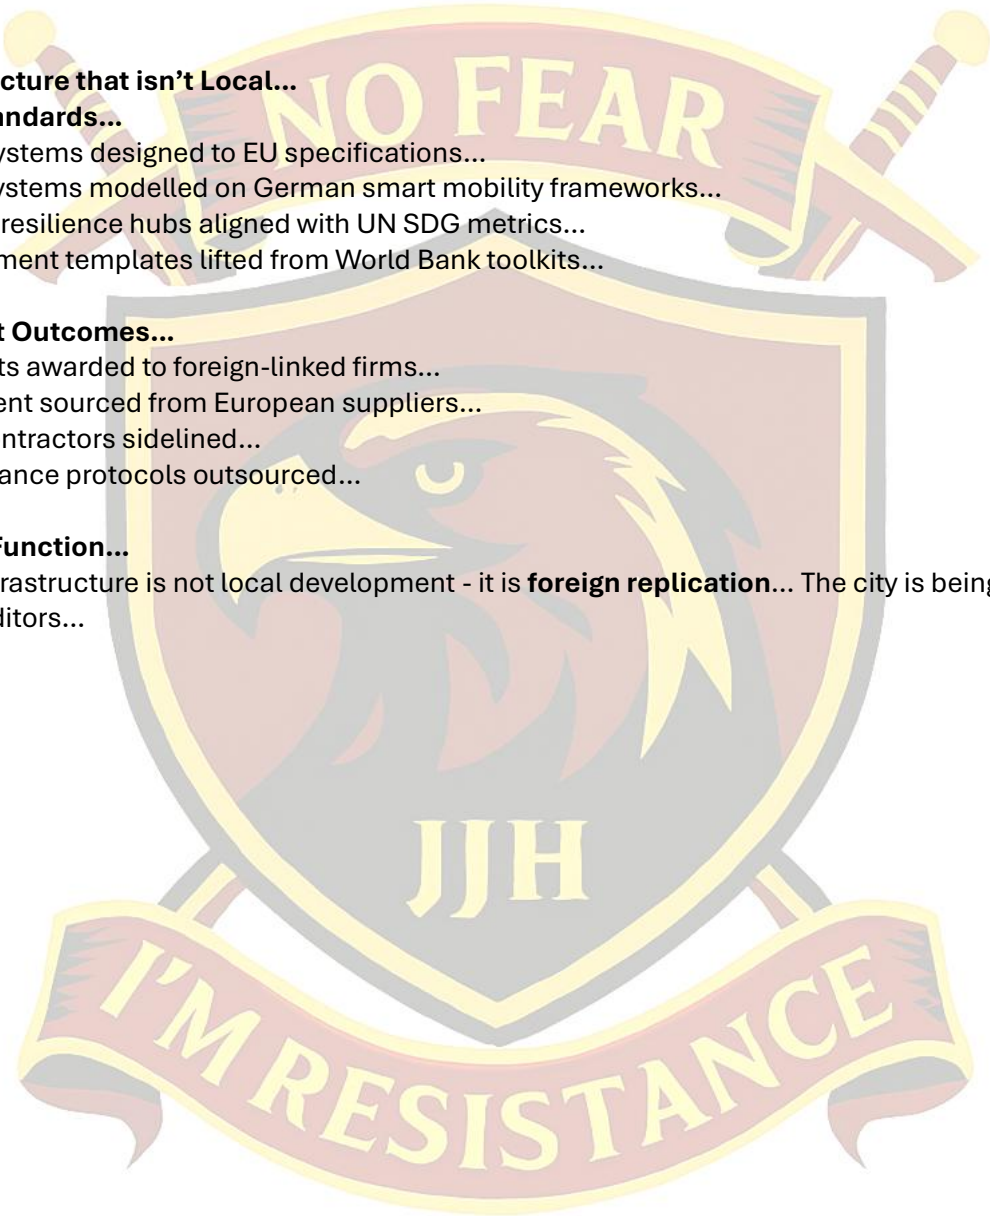 cture that isn’t Local…
ndards…
ystems designed to EU specifications…
ystems modelled on German smart mobility frameworks…
resilience hubs aligned with UN SDG metrics…
ment templates lifted from World Bank toolkits…
t Outcomes…
ts awarded to foreign-linked firms…
ent sourced from European suppliers…
ntractors sidelined…
ance protocols outsourced…
Function…
rastructure is not local development - it is foreign replication… The city is being
ditors…
NO FEAR
JJH
I’M RESISTANCE